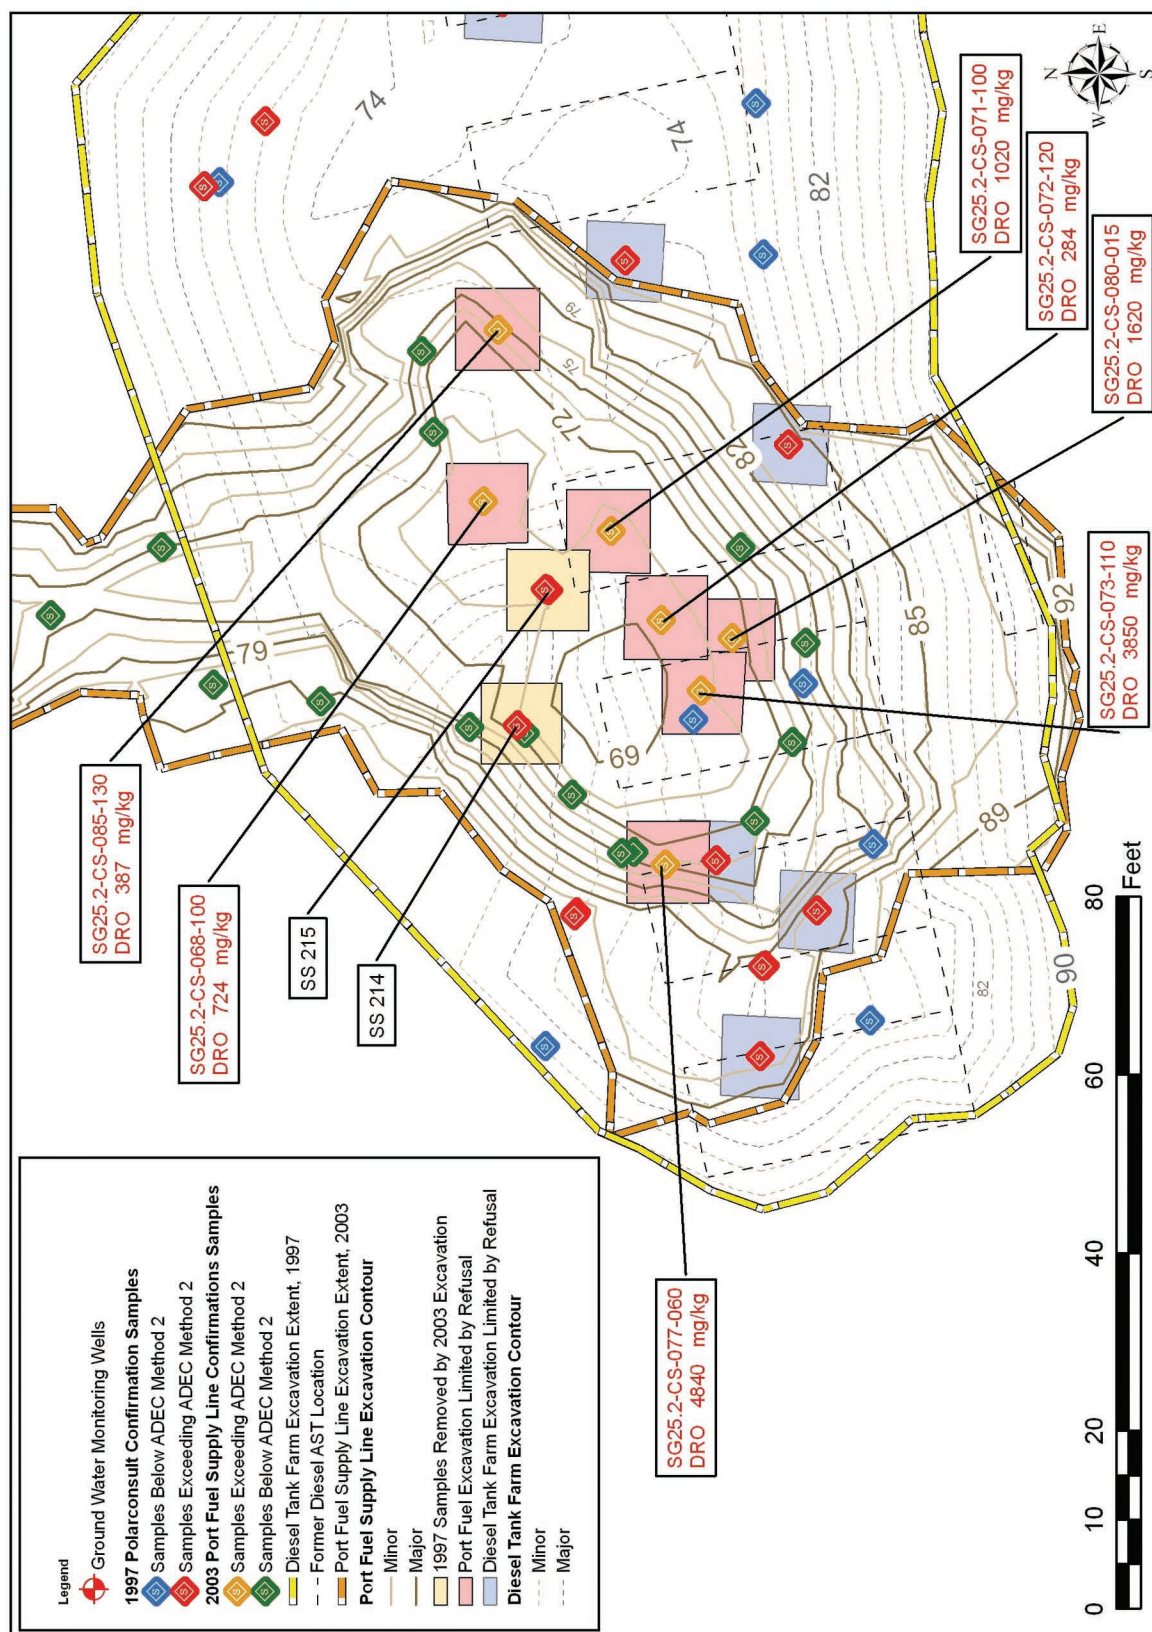 Legend
Ground Water Monitoring Wells
1997 Polarconsult Confirmation Samples
Samples Below ADEC Method 2
Samples Exceeding ADEC Method 2
2003 Port Fuel Supply Line Confirmations Samples
Samples Exceeding ADEC Method 2
Samples Below ADEC Method 2
Diesel Tank Farm Excavation Extent, 1997
Former Diesel AST Location
Port Fuel Supply Line Excavation Extent, 2003
Port Fuel Supply Line Excavation Contour
Minor
Major
1997 Samples Removed by 2003 Excavation
Port Fuel Excavation Limited by Refusal
Diesel Tank Farm Excavation Limited by Refusal
Diesel Tank Farm Excavation Contour
Minor
Major
SG25.2-CS-085-130
DRO 387 mg/kg
SG25.2-CS-068-100
DRO 724 mg/kg
SS 215
SS 214
SG25.2-CS-077-060
DRO 4840 mg/kg
SG25.2-CS-071-100
DRO 1020 mg/kg
SG25.2-CS-072-120
DRO 284 mg/kg
SG25.2-CS-080-015
DRO 1620 mg/kg
SG25.2-CS-073-110
DRO 3850 mg/kg
74
74
79
79
75
72
82
82
69
85
92
89
90
82
N
E
S
W
0 10 20 40 60 80
Feet